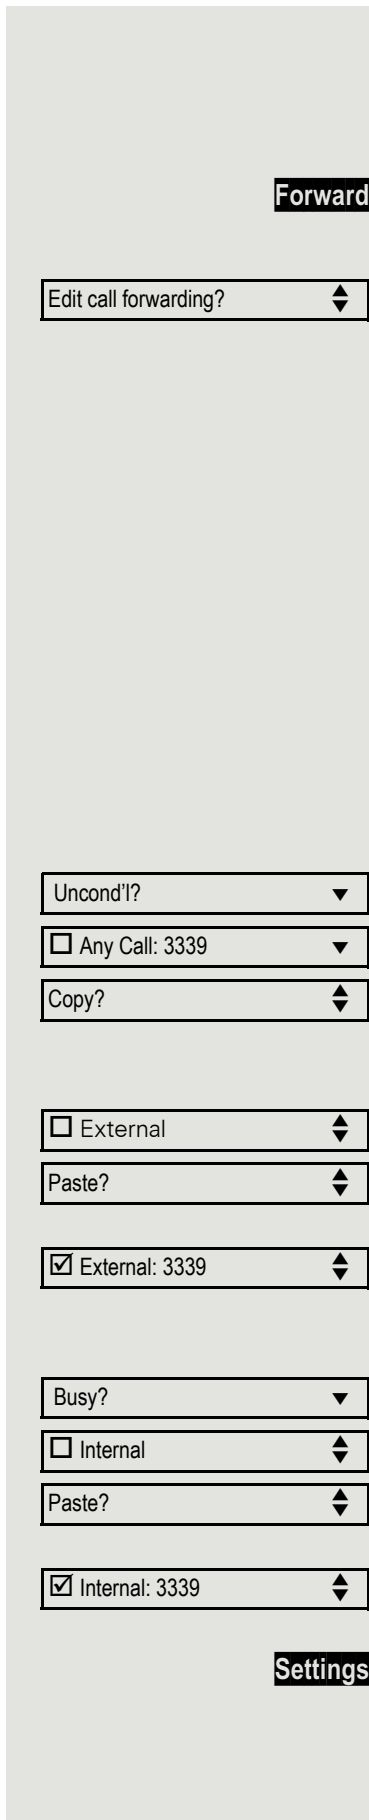 Forward
Edit call forwarding?
Uncond'l?
☐ Any Call: 3339
Copy?
☐ External
Paste?
☑ External: 3339
Busy?
☐ Internal
Paste?
☑ Internal: 3339
Settings